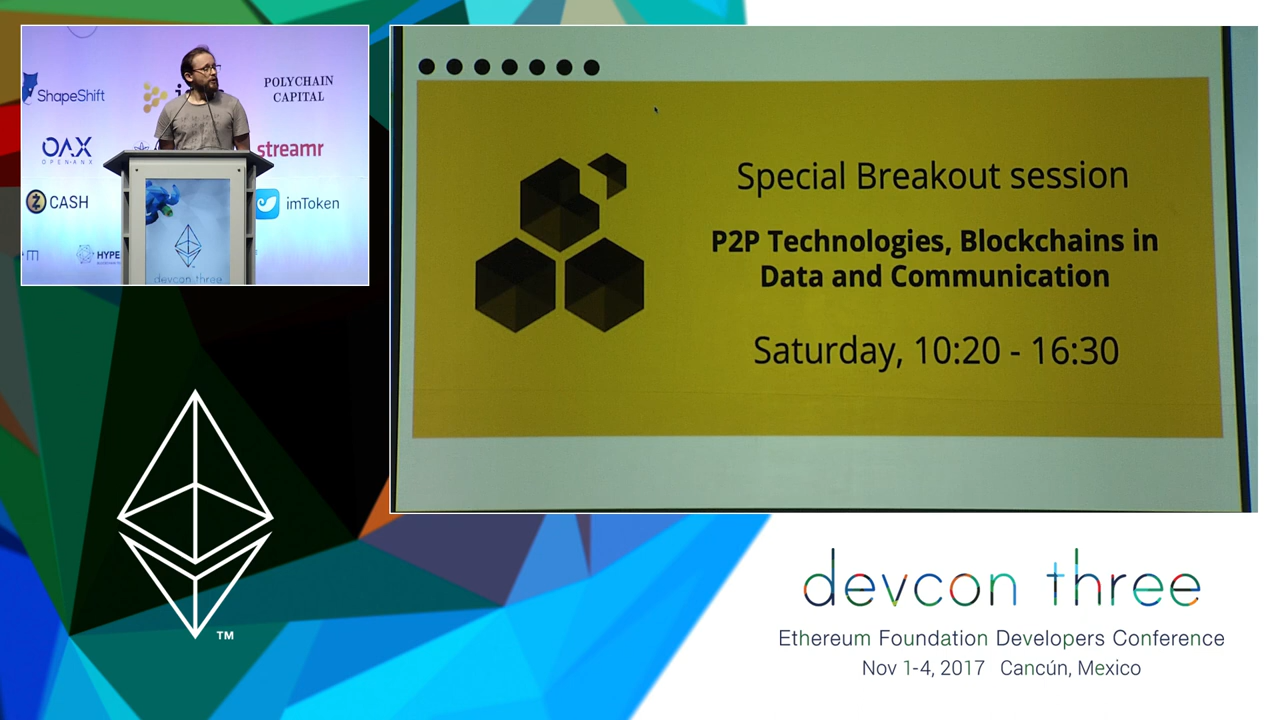 ShapeShift
POLYCHAIN
CAPITAL
OAX
OPENANX
streamr
CASH
imToken
HYPE
devcon three
Special Breakout session
P2P Technologies, Blockchains in
Data and Communication
Saturday, 10:20 - 16:30
TM
devcon three
Ethereum Foundation Developers Conference
Nov 1-4, 2017 Cancún, Mexico